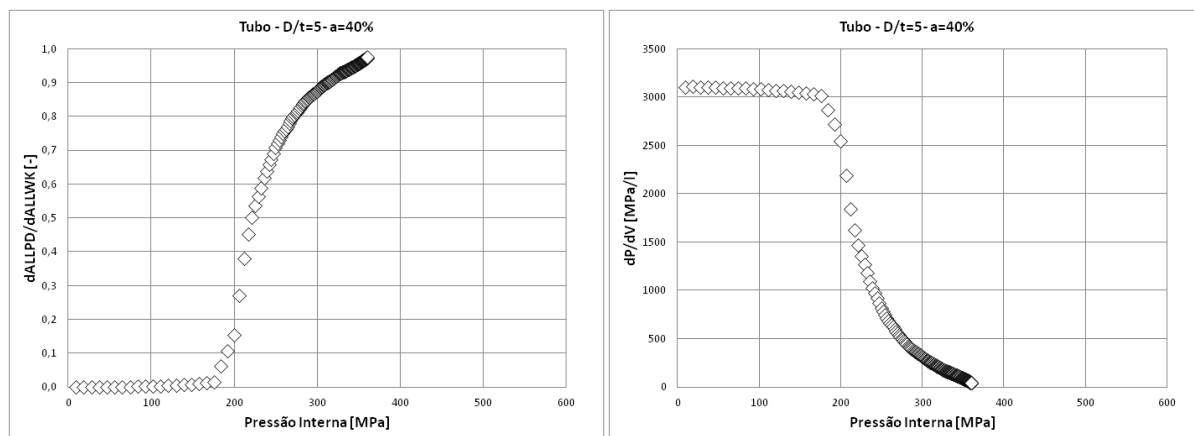 Tubo - D/t=5- a=40%
dALLPD/dALLWK [-]
1,0
0,9
0,8
0,7
0,6
0,5
0,4
0,3
0,2
0,1
0,0
0 100 200 300 400 500 600
Pressão Interna [MPa]
Tubo - D/t=5- a=40%
dP/dV [MPa/l]
3500
3000
2500
2000
1500
1000
500
0
0 100 200 300 400 500 600
Pressão Interna [MPa]